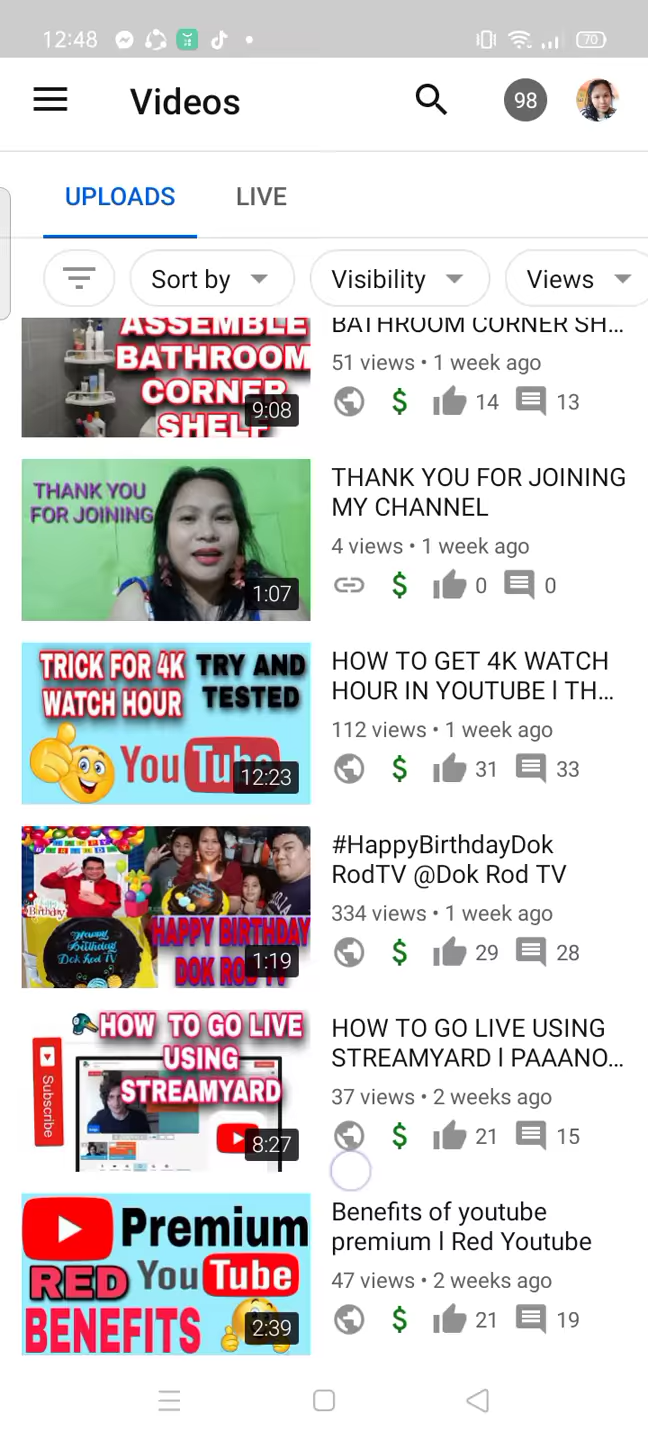 12:48
70
Videos
98
UPLOADS
LIVE
Sort by
Visibility
Views
ASSEMBLE
BATHROOM
CORNER
SHELF
9:08
BATHROOM CORNER SH...
51 views • 1 week ago
14
13
THANK YOU
FOR JOINING
1:07
THANK YOU FOR JOINING
MY CHANNEL
4 views • 1 week ago
0
0
TRICK FOR 4K
WATCH HOUR
TRY AND
TESTED
YouTube
12:23
HOW TO GET 4K WATCH
HOUR IN YOUTUBE l TH...
112 views • 1 week ago
31
33
Happy
Birthday
Dok Rod TV
HAPPY BIRTHDAY
DOK ROD TV
1:19
#HappyBirthdayDok
RodTV @Dok Rod TV
334 views • 1 week ago
29
28
Subscribe
HOW TO GO LIVE
USING
STREAMYARD
8:27
HOW TO GO LIVE USING
STREAMYARD l PAAANO...
37 views • 2 weeks ago
21
15
Premium
RED YouTube
BENEFITS
2:39
Benefits of youtube
premium l Red Youtube
47 views • 2 weeks ago
21
19